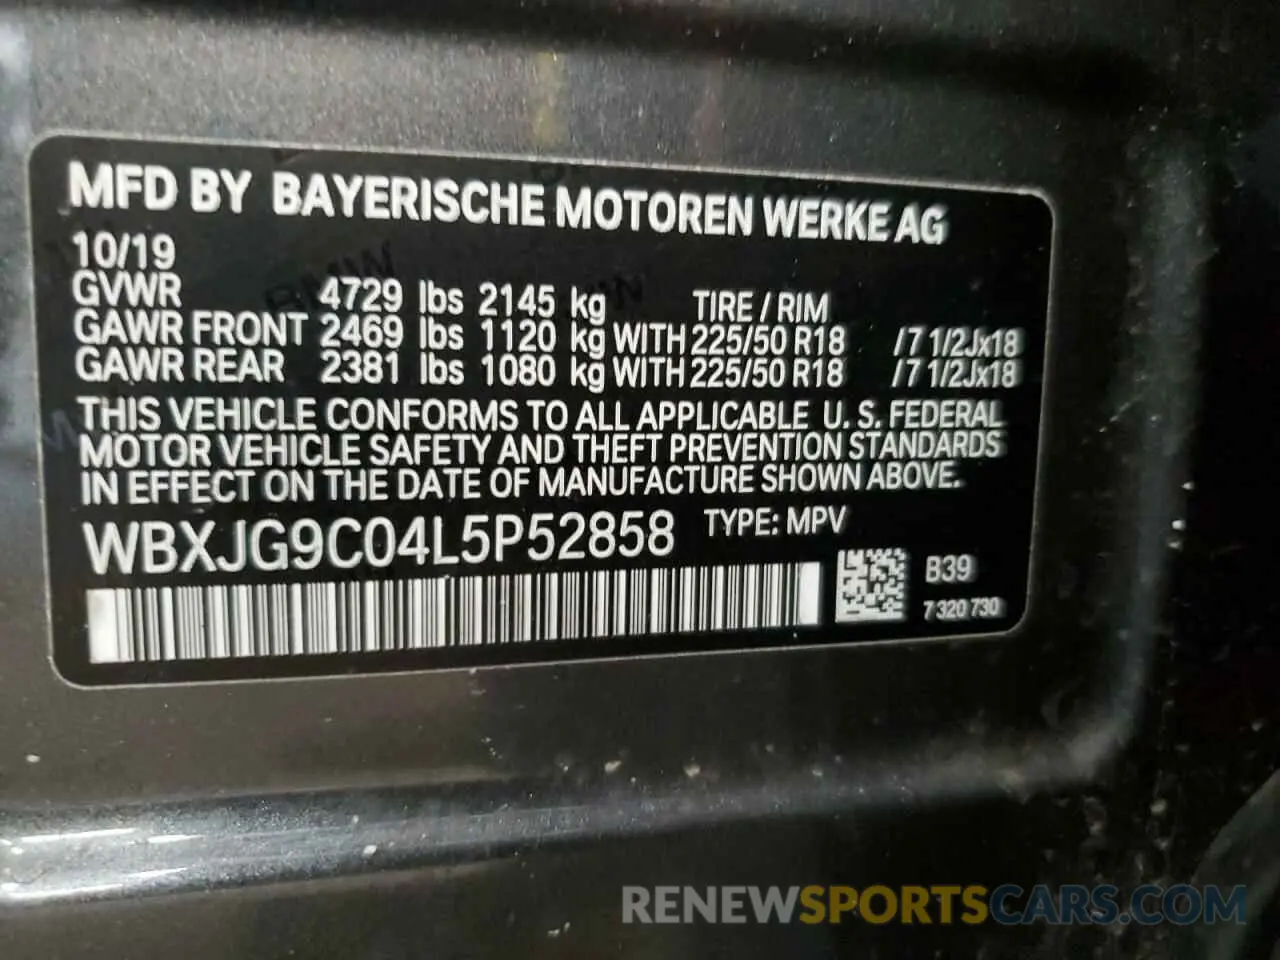 MFD BY BAYERISCHE MOTOREN WERKE AG
10/19
GVWR 4729 lbs 2145 kg TIRE / RIM
GAWR FRONT 2469 lbs 1120 kg WITH 225/50 R18 /7 1/2Jx18
GAWR REAR 2381 lbs 1080 kg WITH 225/50 R18 /7 1/2Jx18
THIS VEHICLE CONFORMS TO ALL APPLICABLE U. S. FEDERAL
MOTOR VEHICLE SAFETY AND THEFT PREVENTION STANDARDS
IN EFFECT ON THE DATE OF MANUFACTURE SHOWN ABOVE.
WBXJG9C04L5P52858 TYPE: MPV
B39
7 320 730
RENEWSPORTSCARS.COM